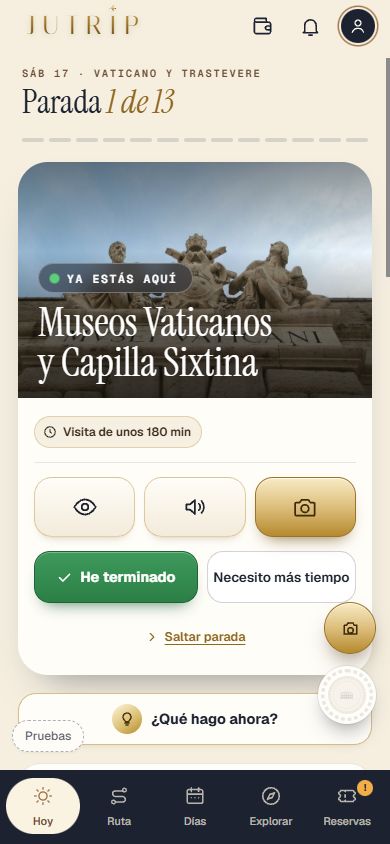 JUTRIP
SÁB 17 · VATICANO Y TRASTEVERE
Parada 1 de 13
YA ESTÁS AQUÍ
Museos Vaticanos
y Capilla Sixtina
Visita de unos 180 min
He terminado
Necesito más tiempo
Saltar parada
¿Qué hago ahora?
Pruebas
!
Hoy
Ruta
Días
Explorar
Reservas